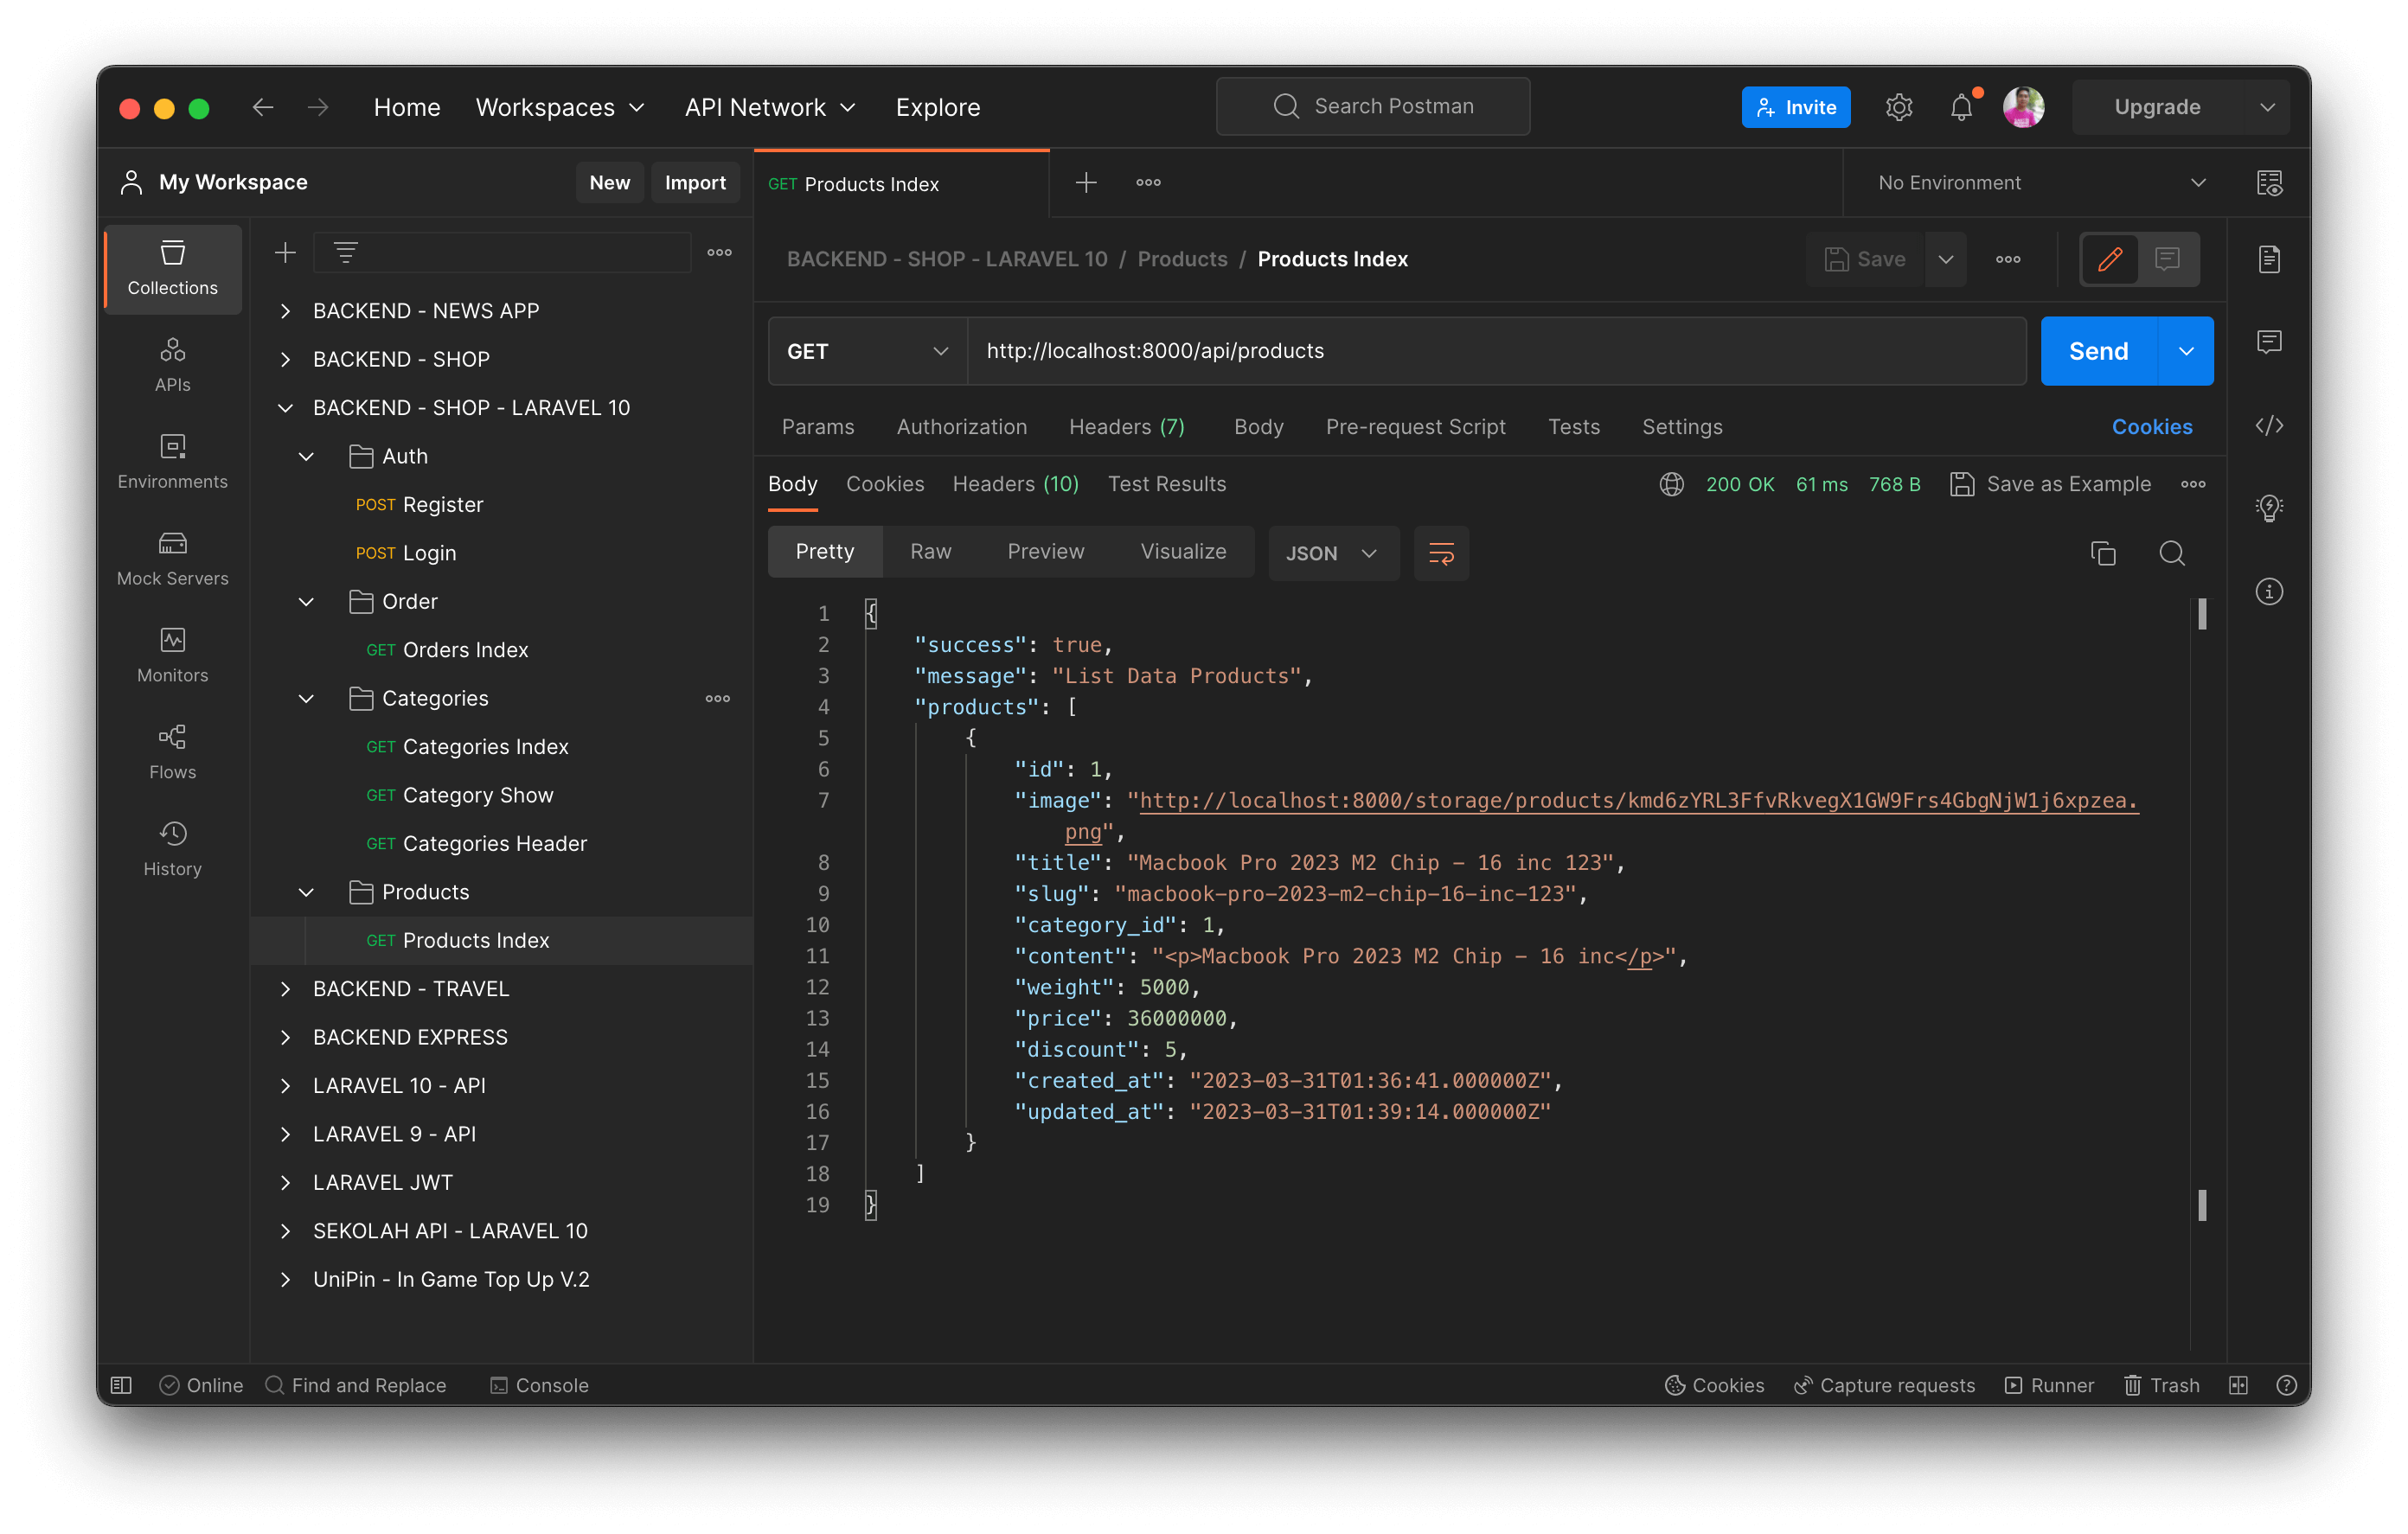 Home Workspaces API Network Explore Search Postman Invite Upgrade
My Workspace New Import
GET Products Index
No Environment
Collections
APIs
Environments
Mock Servers
Monitors
Flows
History
BACKEND - NEWS APP
BACKEND - SHOP
BACKEND - SHOP - LARAVEL 10
Auth
POST Register
POST Login
Order
GET Orders Index
Categories
GET Categories Index
GET Category Show
GET Categories Header
Products
GET Products Index
BACKEND - TRAVEL
BACKEND EXPRESS
LARAVEL 10 - API
LARAVEL 9 - API
LARAVEL JWT
SEKOLAH API - LARAVEL 10
UniPin - In Game Top Up V.2
BACKEND - SHOP - LARAVEL 10 / Products / Products Index Save
GET http://localhost:8000/api/products Send
Params Authorization Headers (7) Body Pre-request Script Tests Settings Cookies
Body Cookies Headers (10) Test Results 200 OK 61 ms 768 B Save as Example
Pretty Raw Preview Visualize JSON
1 {
2 "success": true,
3 "message": "List Data Products",
4 "products": [
5 {
6 "id": 1,
7 "image": "http://localhost:8000/storage/products/kmd6zYRL3FfvRkvegX1GW9Frs4GbgNjW1j6xpzea.
png",
8 "title": "Macbook Pro 2023 M2 Chip - 16 inc 123",
9 "slug": "macbook-pro-2023-m2-chip-16-inc-123",
10 "category_id": 1,
11 "content": "<p>Macbook Pro 2023 M2 Chip - 16 inc</p>",
12 "weight": 5000,
13 "price": 36000000,
14 "discount": 5,
15 "created_at": "2023-03-31T01:36:41.000000Z",
16 "updated_at": "2023-03-31T01:39:14.000000Z"
17 }
18 ]
19 }
Online Find and Replace Console Cookies Capture requests Runner Trash